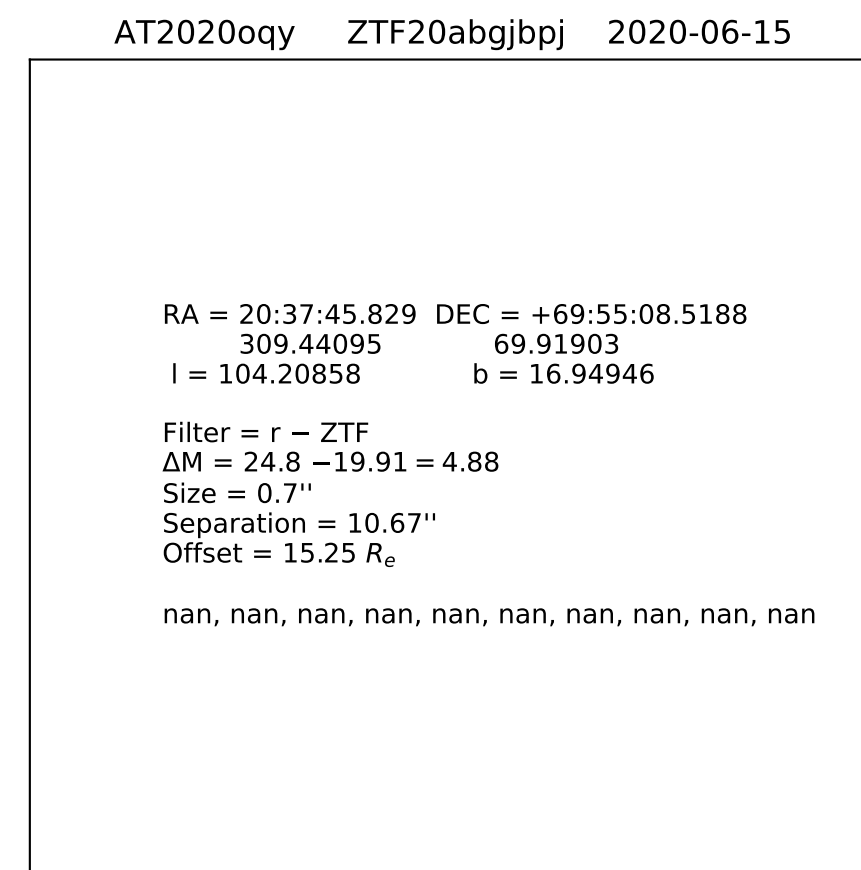 AT2020oqy ZTF20abgjbpj 2020-06-15
RA = 20:37:45.829 DEC = +69:55:08.5188
309.44095 69.91903
l = 104.20858 b = 16.94946
Filter = r − ZTF
ΔM = 24.8 −19.91 = 4.88
Size = 0.7''
Separation = 10.67''
Offset = 15.25 Re
nan, nan, nan, nan, nan, nan, nan, nan, nan, nan